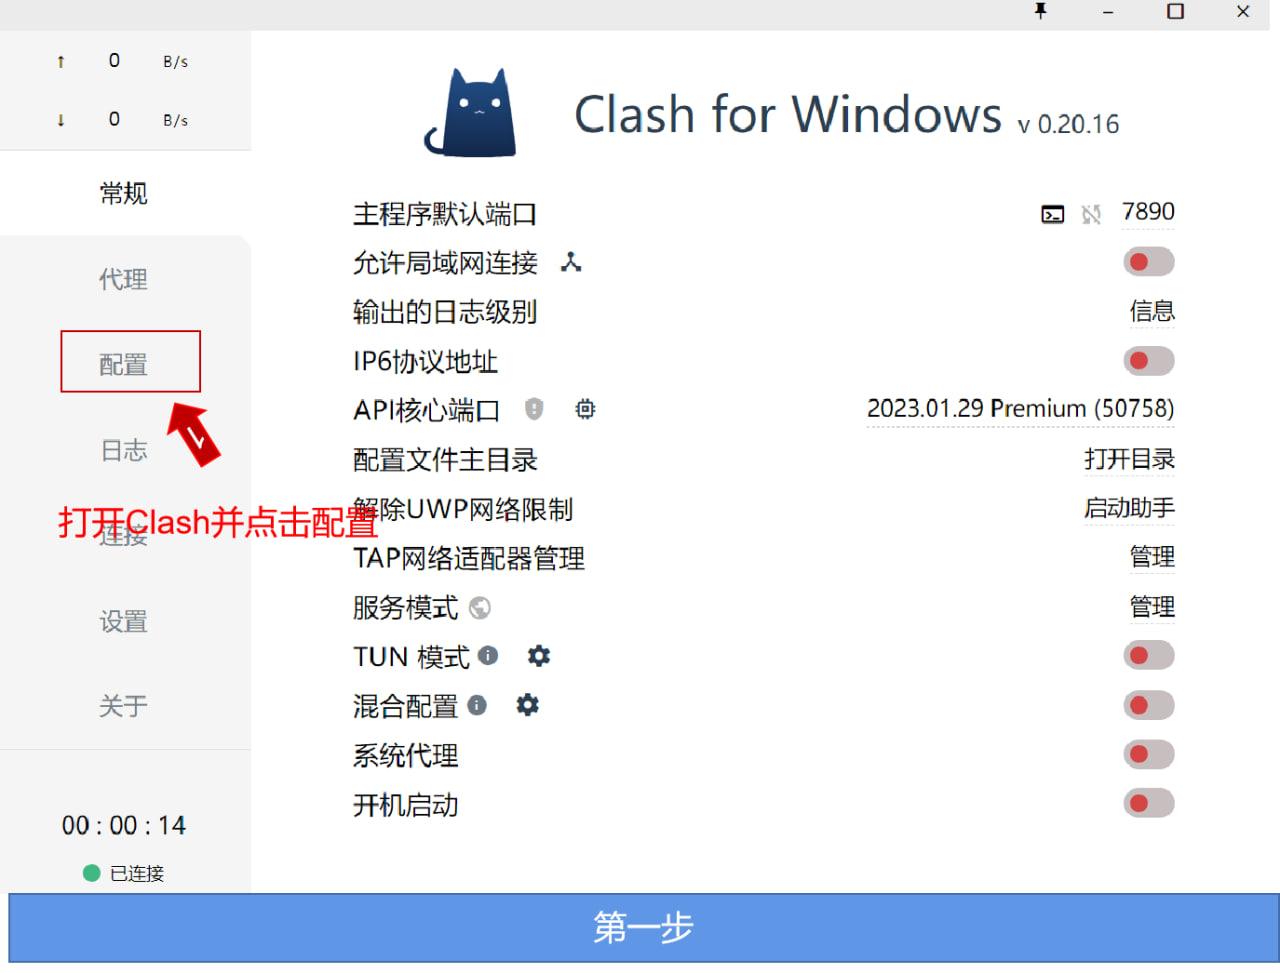 ↑ 0 B/s
↓ 0 B/s
常规
代理
配置
日志
连接
设置
关于
00 : 00 : 14
已连接
打开Clash并点击配置
Clash for Windows v 0.20.16
主程序默认端口 7890
允许局域网连接
输出的日志级别 信息
IP6协议地址
API核心端口 2023.01.29 Premium (50758)
配置文件主目录 打开目录
解除UWP网络限制 启动助手
TAP网络适配器管理 管理
服务模式 管理
TUN 模式
混合配置
系统代理
开机启动
第一步